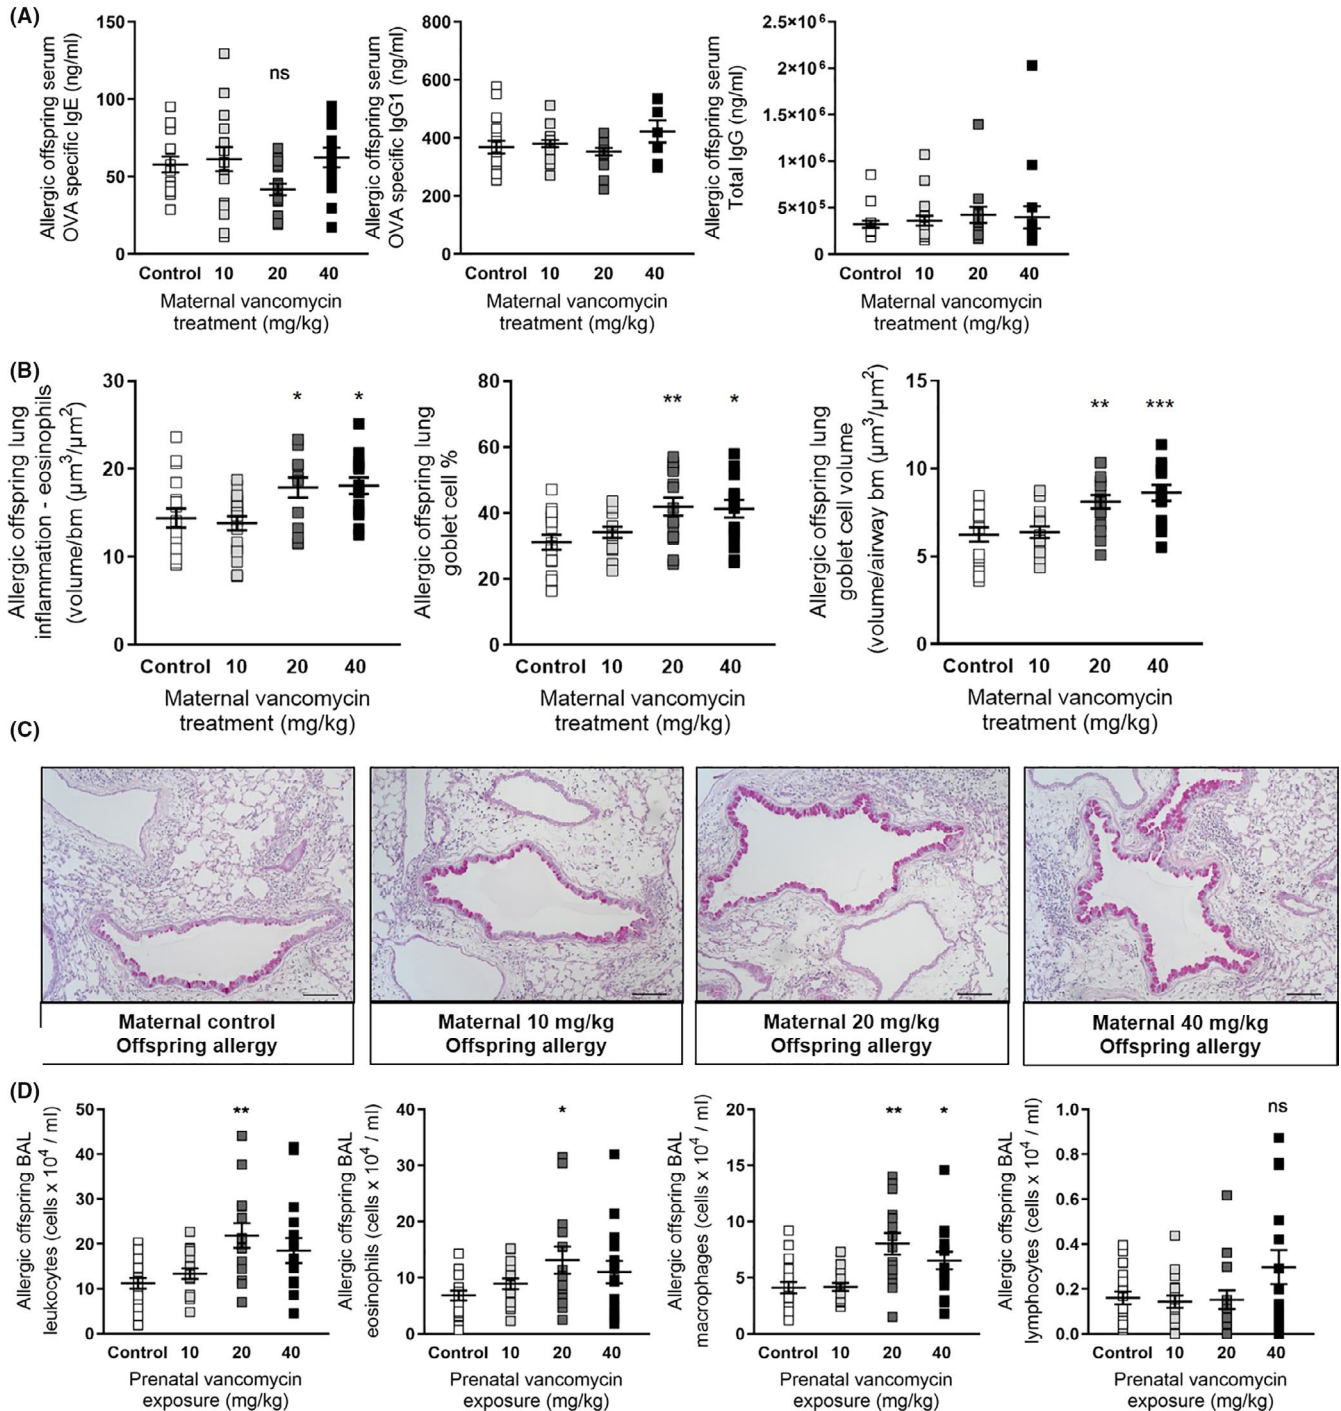 (A)
Allergic offspring serum
OVA specific IgE (ng/ml)
150
100
50
0
ns
Control 10 20 40
Maternal vancomycin
treatment (mg/kg)
Allergic offspring serum
OVA specific IgG1 (ng/ml)
800
600
400
200
0
Control 10 20 40
Maternal vancomycin
treatment (mg/kg)
Allergic offspring serum
Total IgG (ng/ml)
2.5×10⁶
2×10⁶
1.5×10⁶
1×10⁶
5×10⁵
0
Control 10 20 40
Maternal vancomycin
treatment (mg/kg)
(B)
Allergic offspring lung
inflammation - eosinophils
(volume/bm (µm³/µm²)
30
20
10
0
* *
Control 10 20 40
Maternal vancomycin
treatment (mg/kg)
Allergic offspring lung
goblet cell %
80
60
40
20
0
** *
Control 10 20 40
Maternal vancomycin
treatment (mg/kg)
Allergic offspring lung
goblet cell volume
(volume/airway bm (µm³/µm²)
15
10
5
0
** ***
Control 10 20 40
Maternal vancomycin
treatment (mg/kg)
(C)
Maternal control
Offspring allergy
Maternal 10 mg/kg
Offspring allergy
Maternal 20 mg/kg
Offspring allergy
Maternal 40 mg/kg
Offspring allergy
(D)
Allergic offspring BAL
leukocytes (cells x 10⁴ / ml)
50
40
30
20
10
0
**
Control 10 20 40
Prenatal vancomycin
exposure (mg/kg)
Allergic offspring BAL
eosinophils (cells x 10⁴ / ml)
40
30
20
10
0
*
Control 10 20 40
Prenatal vancomycin
exposure (mg/kg)
Allergic offspring BAL
macrophages (cells x 10⁴ / ml)
20
15
10
5
0
** *
Control 10 20 40
Prenatal vancomycin
exposure (mg/kg)
Allergic offspring BAL
lymphocytes (cells x 10⁴ / ml)
1.0
0.8
0.6
0.4
0.2
0.0
ns
Control 10 20 40
Prenatal vancomycin
exposure (mg/kg)